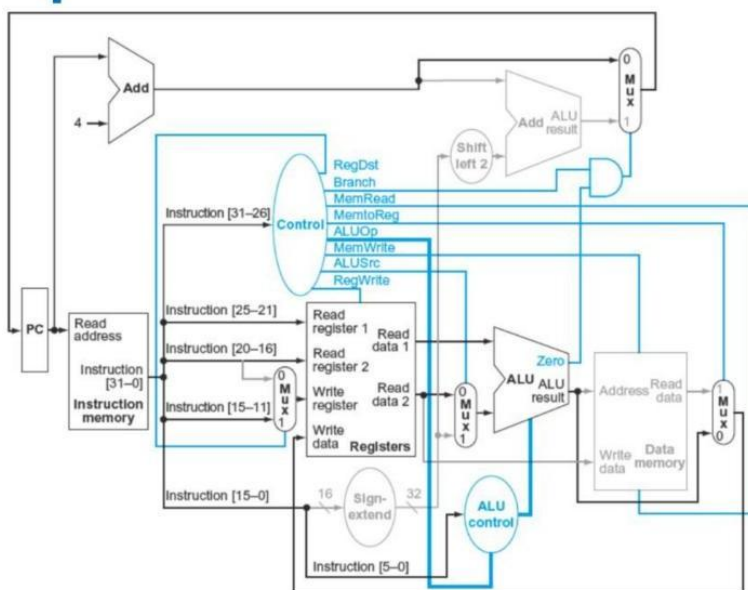 Add
4
0
M
u
x
1
Add ALU
result
Shift
left 2
RegDst
Branch
MemRead
MemtoReg
ALUOp
MemWrite
ALUSrc
RegWrite
Control
Instruction [31–26]
Instruction [25–21]
Instruction [20–16]
Instruction [15–11]
Instruction [15–0]
Instruction [5–0]
PC
Read
address
Instruction
[31–0]
Instruction
memory
0
M
u
x
1
Read
register 1
Read
register 2
Write
register
Write
data
Read
data 1
Read
data 2
Registers
0
M
u
x
1
Zero
ALU ALU
result
Address
Read
data
Write
data
Data
memory
1
M
u
x
0
16
Sign-
extend
32
ALU
control